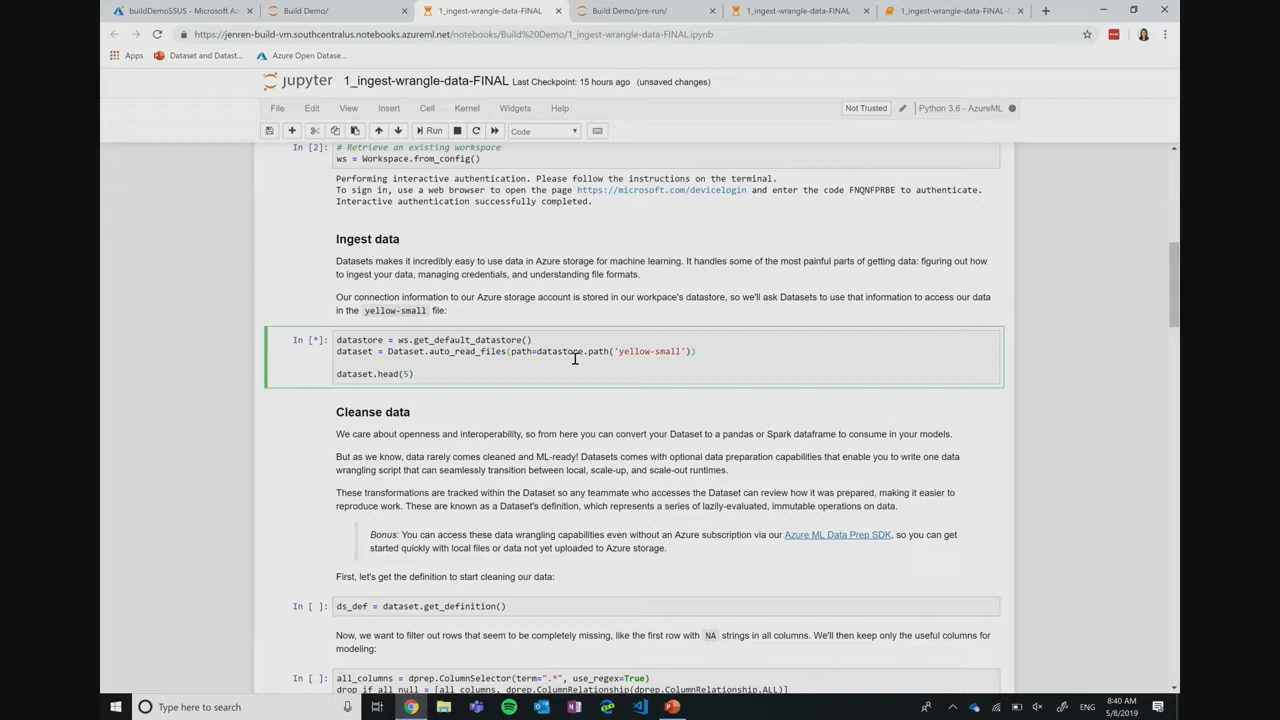 buildDemoSSUS - Microsoft Az
Build Demo/
1_ingest-wrangle-data-FINAL
Build Demo/pre-run/
1_ingest-wrangle-data-FINAL
1_ingest-wrangle-data-FINAL-C
https://jenren-build-vm.southcentralus.notebooks.azureml.net/notebooks/Build%20Demo/1_ingest-wrangle-data-FINAL.ipynb
Apps
Dataset and Datast...
Azure Open Datase...
jupyter 1_ingest-wrangle-data-FINAL Last Checkpoint: 15 hours ago (unsaved changes)
File Edit View Insert Cell Kernel Widgets Help Not Trusted Python 3.6 - AzureML
Run Code
In [2]: # Retrieve an existing workspace
ws = Workspace.from_config()
Performing interactive authentication. Please follow the instructions on the terminal.
To sign in, use a web browser to open the page https://microsoft.com/devicelogin and enter the code FNQNFPRBE to authenticate.
Interactive authentication successfully completed.
Ingest data
Datasets makes it incredibly easy to use data in Azure storage for machine learning. It handles some of the most painful parts of getting data: figuring out how
to ingest your data, managing credentials, and understanding file formats.
Our connection information to our Azure storage account is stored in our workpace's datastore, so we'll ask Datasets to use that information to access our data
in the yellow-small file:
In [*]: datastore = ws.get_default_datastore()
dataset = Dataset.auto_read_files(path=datastore.path('yellow-small'))
dataset.head(5)
Cleanse data
We care about openness and interoperability, so from here you can convert your Dataset to a pandas or Spark dataframe to consume in your models.
But as we know, data rarely comes cleaned and ML-ready! Datasets comes with optional data preparation capabilities that enable you to write one data
wrangling script that can seamlessly transition between local, scale-up, and scale-out runtimes.
These transformations are tracked within the Dataset so any teammate who accesses the Dataset can review how it was prepared, making it easier to
reproduce work. These are known as a Dataset's definition, which represents a series of lazily-evaluated, immutable operations on data.
Bonus: You can access these data wrangling capabilities even without an Azure subscription via our Azure ML Data Prep SDK, so you can get
started quickly with local files or data not yet uploaded to Azure storage.
First, let's get the definition to start cleaning our data:
In [ ]: ds_def = dataset.get_definition()
Now, we want to filter out rows that seem to be completely missing, like the first row with NA strings in all columns. We'll then keep only the useful columns for
modeling:
In [ ]: all_columns = dprep.ColumnSelector(term=".*", use_regex=True)
drop_if_all_null = [all_columns, dprep.ColumnRelationship(dprep.ColumnRelationship.ALL)]
Type here to search
8:40 AM
5/8/2019